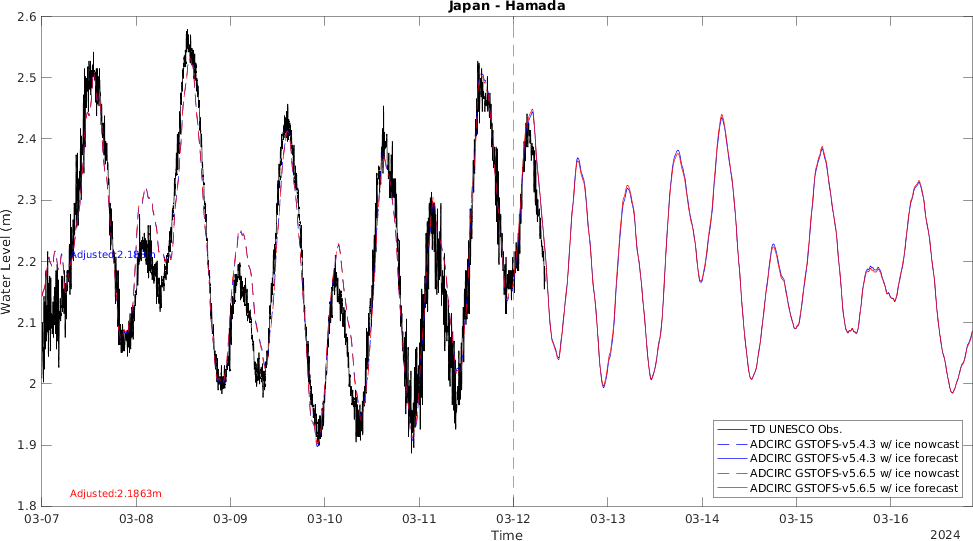 Japan - Hamada
2.6
2.5
2.4
2.3
2.2
2.1
2
1.9
1.8
Water Level (m)
Adjusted:2.18
Adjusted:2.1863m
TD UNESCO Obs.
ADCIRC GSTOFS-v5.4.3 w/ ice nowcast
ADCIRC GSTOFS-v5.4.3 w/ ice forecast
ADCIRC GSTOFS-v5.6.5 w/ ice nowcast
ADCIRC GSTOFS-v5.6.5 w/ ice forecast
03-07 03-08 03-09 03-10 03-11 03-12 03-13 03-14 03-15 03-16
Time
2024